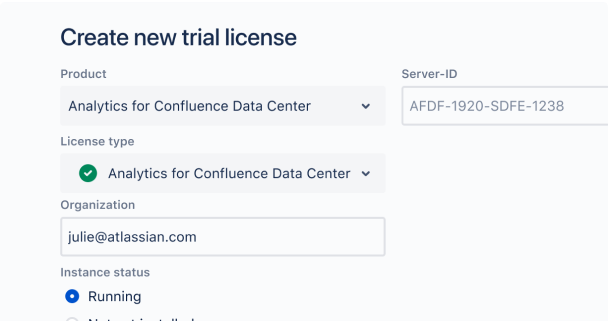 Create new trial license
Product
Server-ID
Analytics for Confluence Data Center
AFDF-1920-SDFE-1238
License type
Analytics for Confluence Data Center
Organization
julie@atlassian.com
Instance status
Running